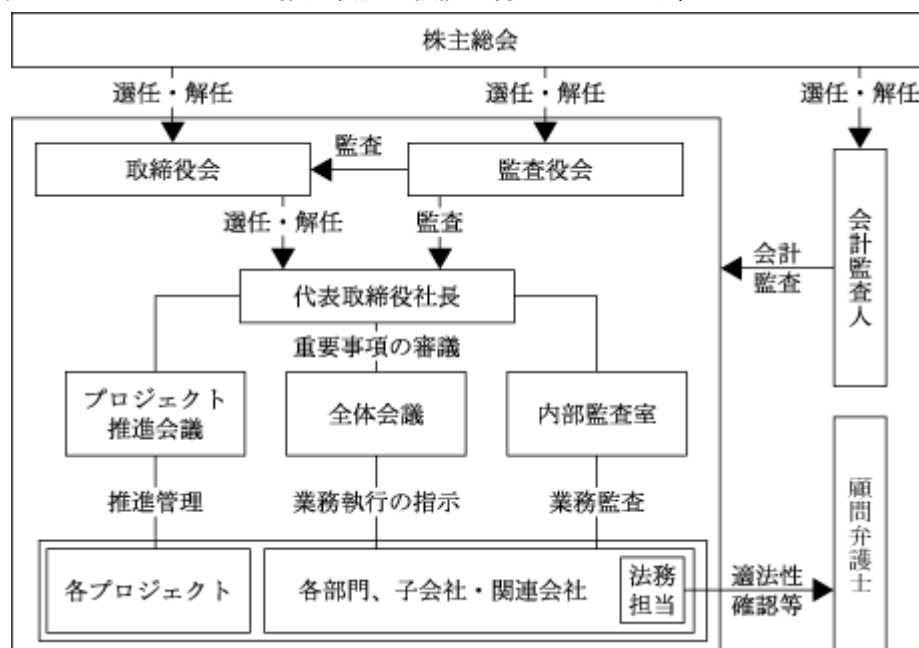 株主総会
選任・解任
選任・解任
選任・解任
取締役会
監査
監査役会
会計監査人
選任・解任
監査
会計
監査
代表取締役社長
重要事項の審議
プロジェクト
推進会議
全体会議
内部監査室
推進管理
業務執行の指示
業務監査
顧問弁護士
各プロジェクト
各部門、子会社・関連会社
法務
担当
適法性
確認等